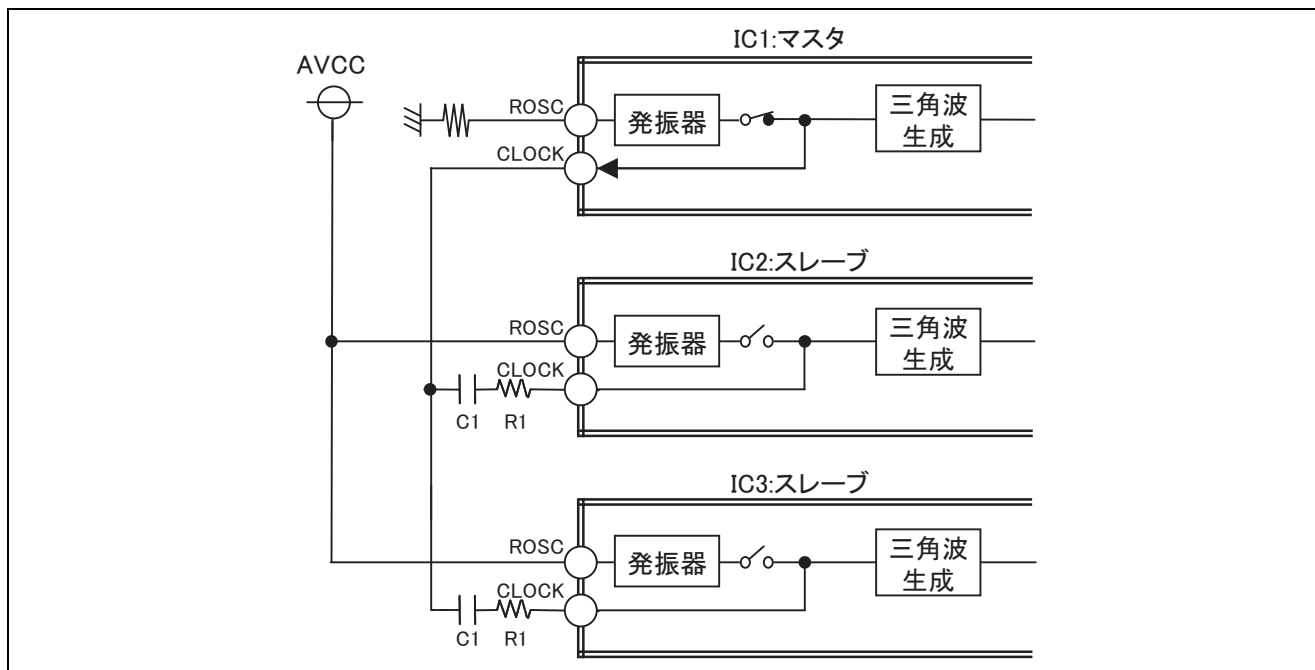 IC1:マスタ
AVCC
ROSC
発振器
三角波
生成
CLOCK
IC2:スレーブ
ROSC
発振器
三角波
生成
CLOCK
C1
R1
IC3:スレーブ
ROSC
発振器
三角波
生成
CLOCK
C1
R1